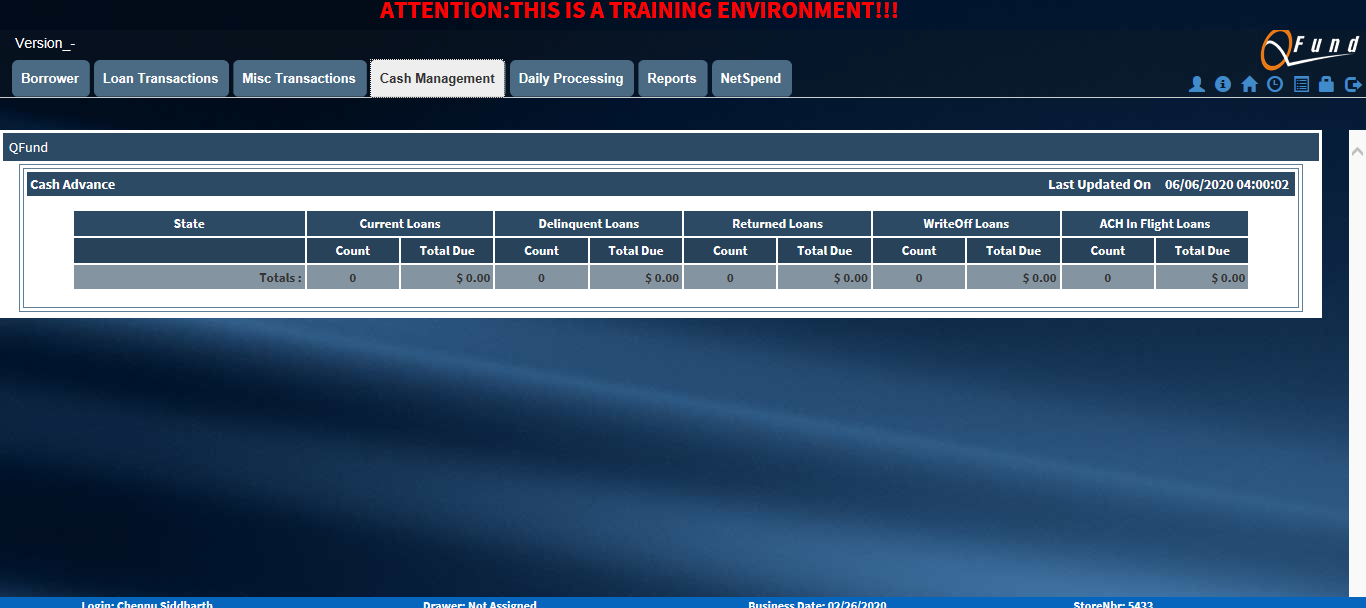 ATTENTION:THIS IS A TRAINING ENVIRONMENT!!!
Version_-
QFund
Borrower Loan Transactions Misc Transactions Cash Management Daily Processing Reports NetSpend
QFund
Cash Advance Last Updated On 06/06/2020 04:00:02
State Current Loans Delinquent Loans Returned Loans WriteOff Loans ACH In Flight Loans
Count Total Due Count Total Due Count Total Due Count Total Due Count Total Due
Totals : 0 $ 0.00 0 $ 0.00 0 $ 0.00 0 $ 0.00 0 $ 0.00
Login: Chennu Siddharth Drawer: Not Assigned Business Date: 02/26/2020 StoreNbr: 5433